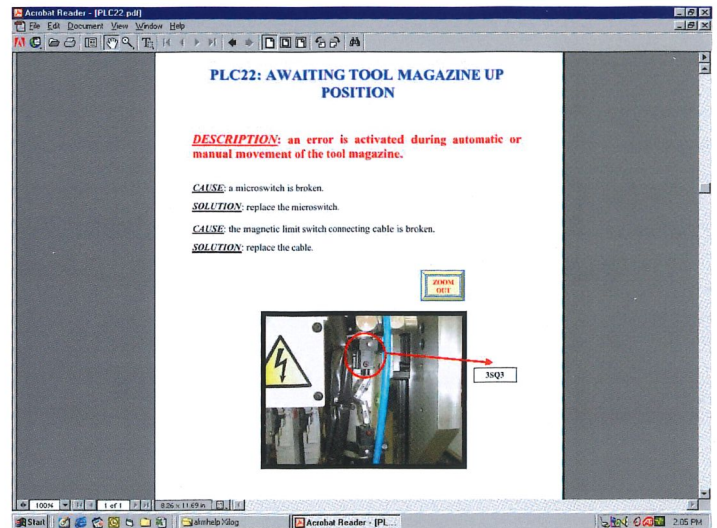 Acrobat Reader - [PLC22.pdf]
File Edit Document View Window Help
PLC22: AWAITING TOOL MAGAZINE UP
POSITION
DESCRIPTION: an error is activated during automatic or
manual movement of the tool magazine.
CAUSE: a microswitch is broken.
SOLUTION: replace the microswitch.
CAUSE: the magnetic limit switch connecting cable is broken.
SOLUTION: replace the cable.
ZOOM
OUT
3SQ3
100% 1 of 1 8.26 x 11.69 in
Start almhelp Xilog Acrobat Reader - [PL... 2:05 PM